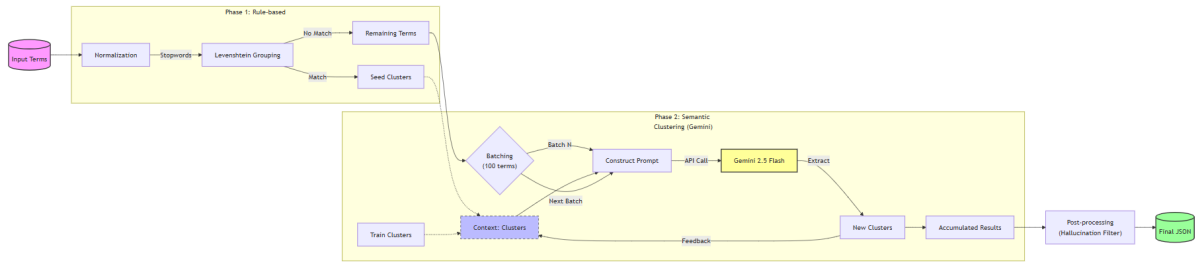 Phase 1: Rule-based
Input Terms
Normalization
Stopwords
Levenshtein Grouping
No Match
Match
Remaining Terms
Seed Clusters
Phase 2: Semantic
Clustering (Gemini)
Batching
(100 terms)
Batch N
Next Batch
Construct Prompt
API Call
Gemini 2.5 Flash
Extract
Train Clusters
Context: Clusters
Feedback
New Clusters
Accumulated Results
Post-processing
(Hallucination Filter)
Final JSON